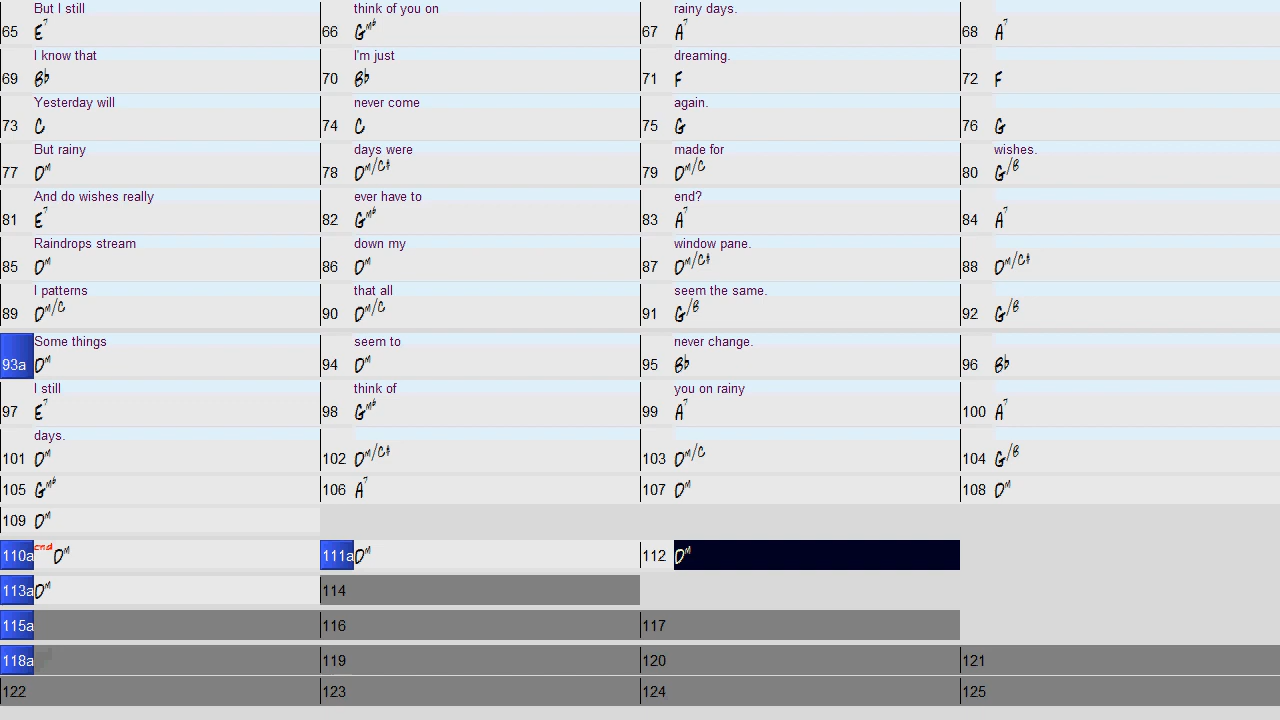 But I still think of you on rainy days.
65 E7 66 Gm6 67 A7 68 A7
I know that I'm just dreaming.
69 Bb 70 Bb 71 F 72 F
Yesterday will never come again.
73 C 74 C 75 G 76 G
But rainy days were made for wishes.
77 Dm 78 Dm/C# 79 Dm/C 80 G/B
And do wishes really ever have to end?
81 E7 82 Gm6 83 A7 84 A7
Raindrops stream down my window pane.
85 Dm 86 Dm 87 Dm/C# 88 Dm/C#
I patterns that all seem the same.
89 Dm/C 90 Dm/C 91 G/B 92 G/B
Some things seem to never change.
93a Dm 94 Dm 95 Bb 96 Bb
I still think of you on rainy
97 E7 98 Gm6 99 A7 100 A7
days.
101 Dm 102 Dm/C# 103 Dm/C 104 G/B
105 Gm6 106 A7 107 Dm 108 Dm
109 Dm
110a end Dm 111a Dm 112 Dm
113a Dm 114
115a 116 117
118a 119 120 121
122 123 124 125